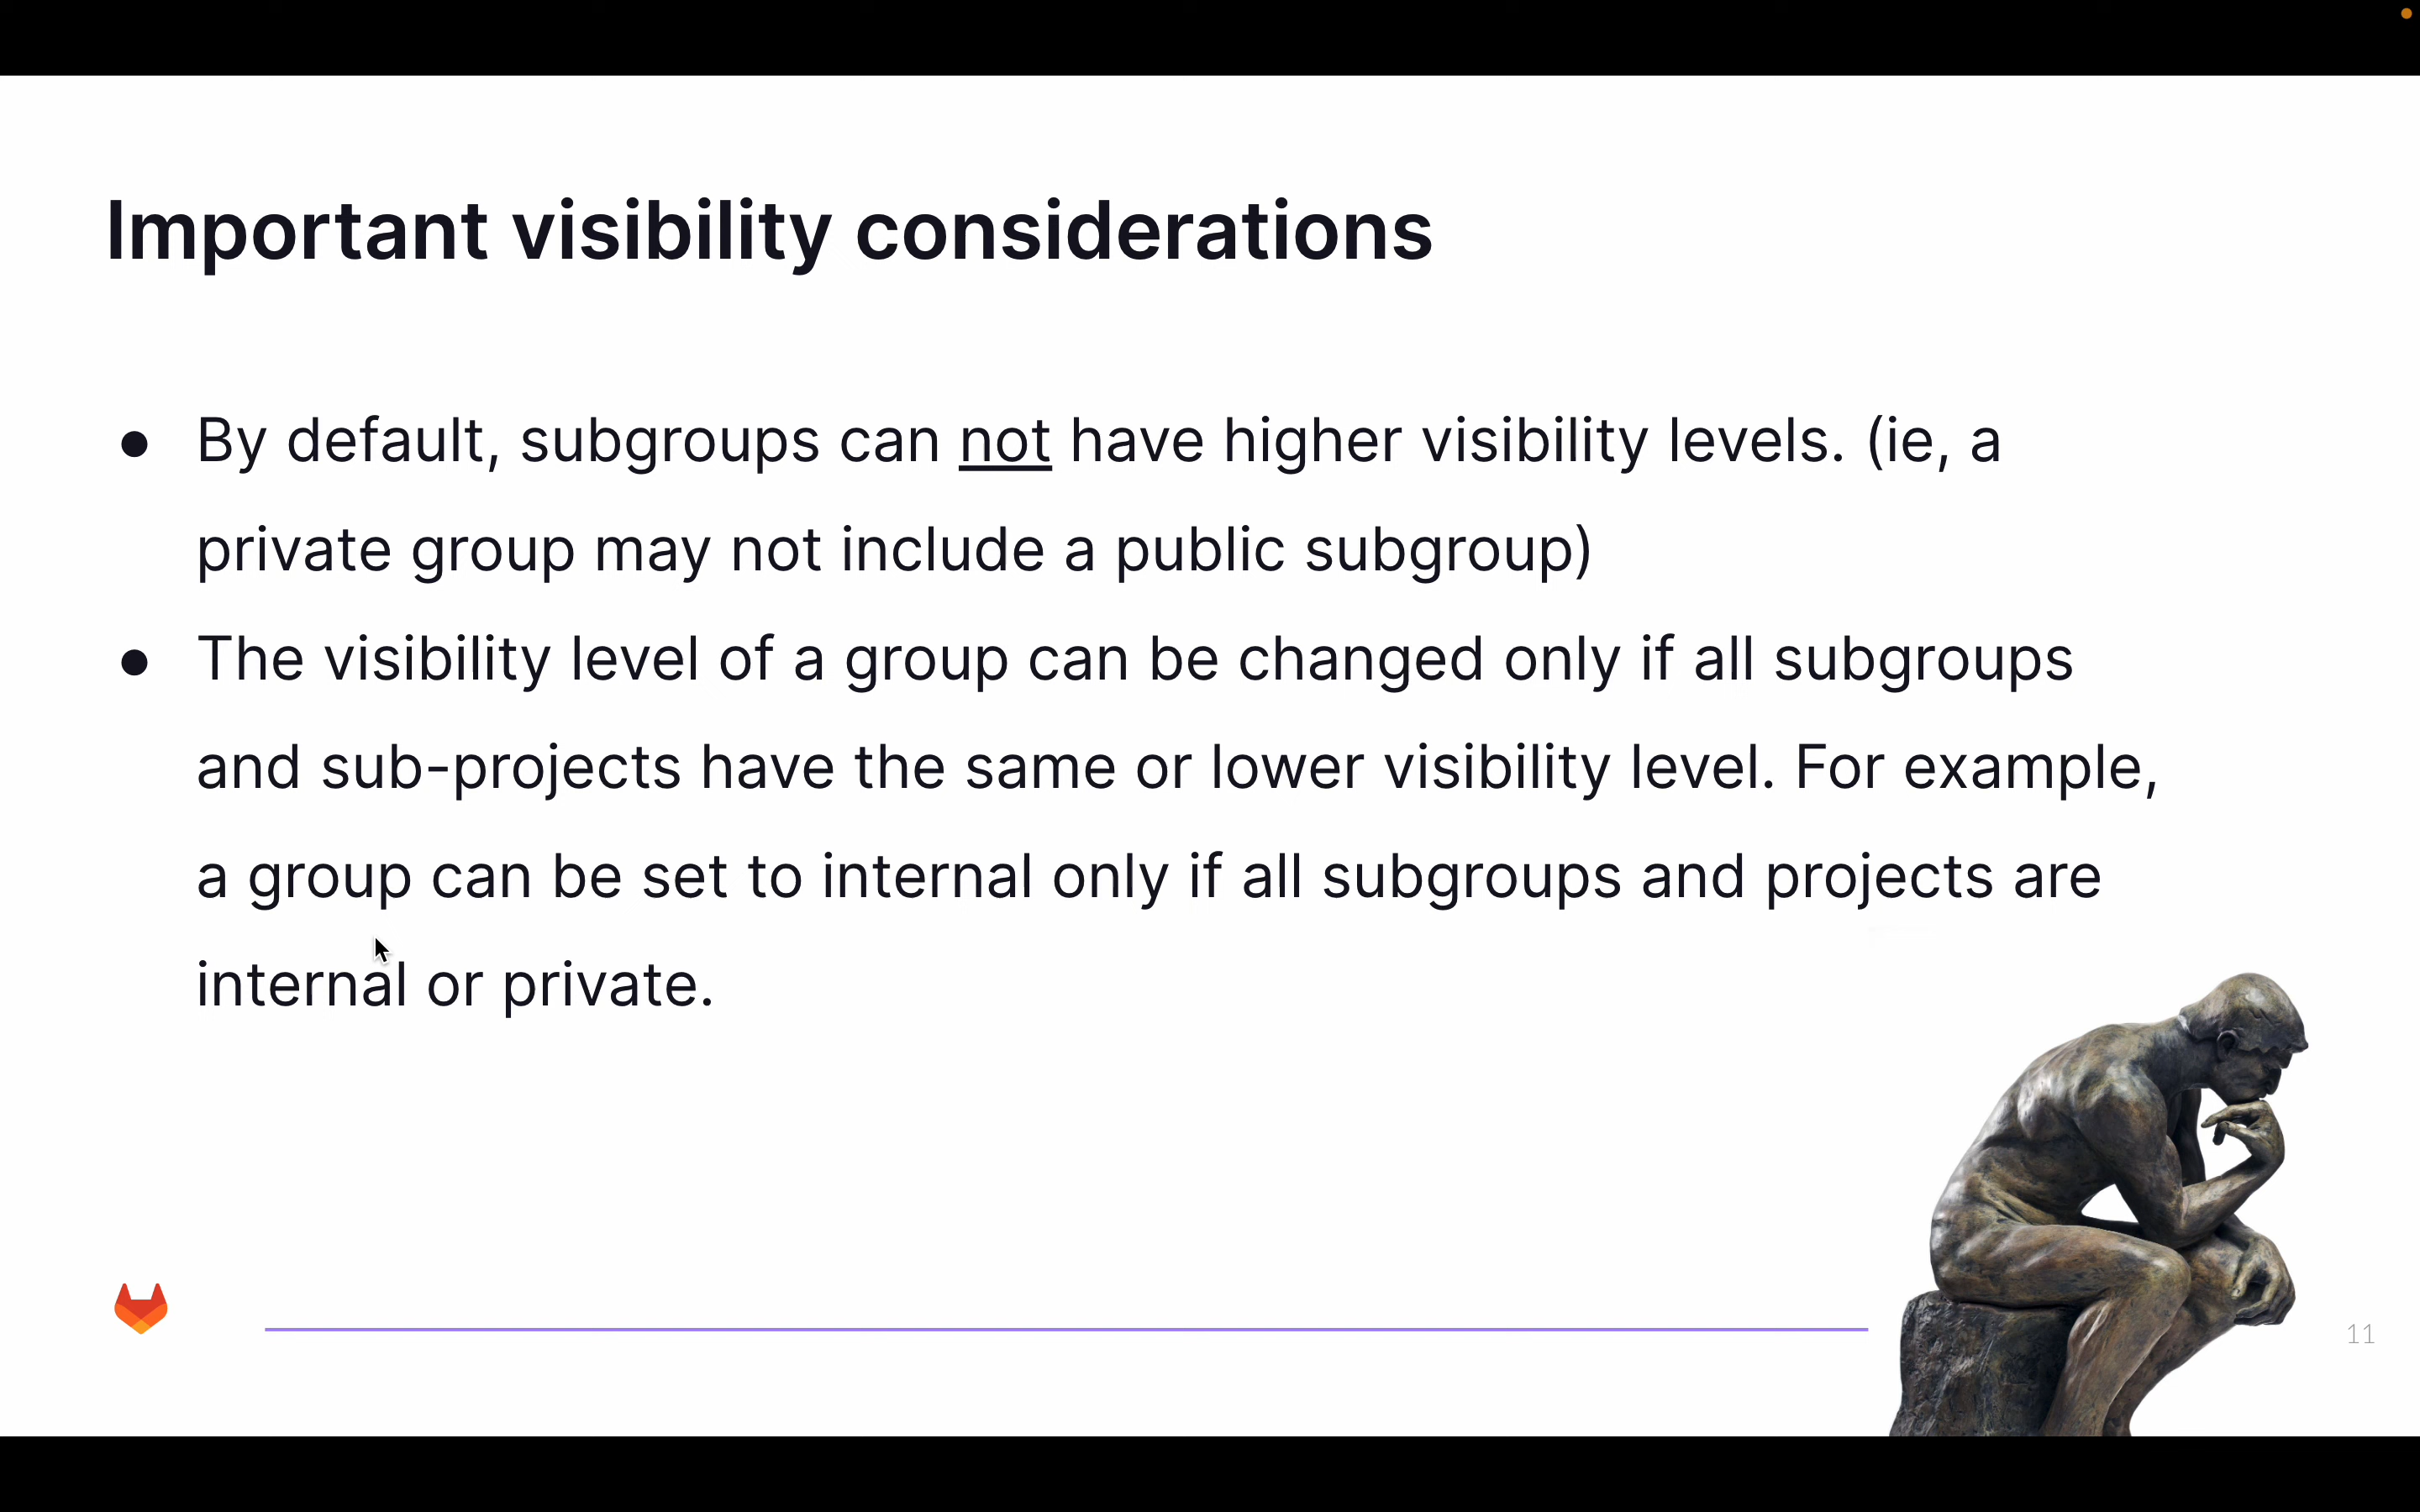 Important visibility considerations
● By default, subgroups can not have higher visibility levels. (ie, a
private group may not include a public subgroup)
● The visibility level of a group can be changed only if all subgroups
and sub-projects have the same or lower visibility level. For example,
a group can be set to internal only if all subgroups and projects are
internal or private.
11